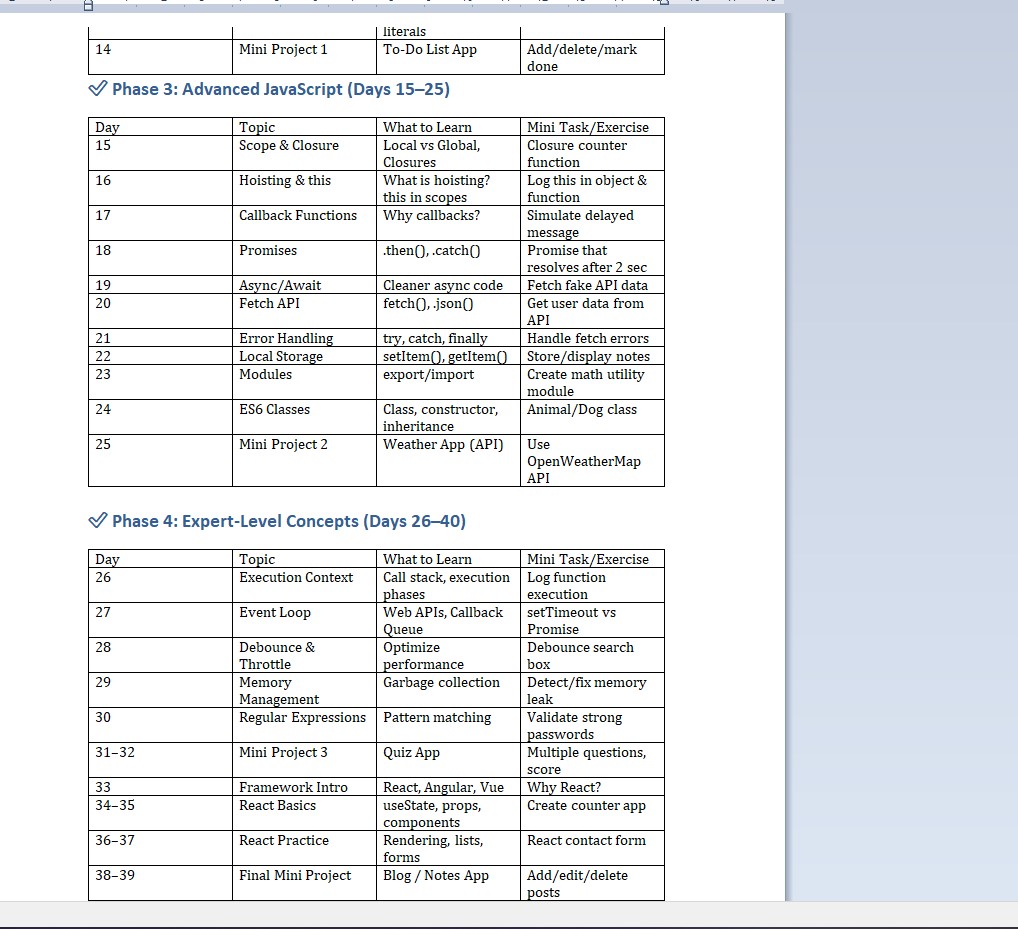 literals
14 Mini Project 1 To-Do List App Add/delete/mark
done
Phase 3: Advanced JavaScript (Days 15–25)
Day Topic What to Learn Mini Task/Exercise
15 Scope & Closure Local vs Global, Closure counter
Closures function
16 Hoisting & this What is hoisting? Log this in object &
this in scopes function
17 Callback Functions Why callbacks? Simulate delayed
message
18 Promises .then(), .catch() Promise that
resolves after 2 sec
19 Async/Await Cleaner async code Fetch fake API data
20 Fetch API fetch(), .json() Get user data from
API
21 Error Handling try, catch, finally Handle fetch errors
22 Local Storage setItem(), getItem() Store/display notes
23 Modules export/import Create math utility
module
24 ES6 Classes Class, constructor, Animal/Dog class
inheritance
25 Mini Project 2 Weather App (API) Use
OpenWeatherMap
API
Phase 4: Expert-Level Concepts (Days 26–40)
Day Topic What to Learn Mini Task/Exercise
26 Execution Context Call stack, execution Log function
phases execution
27 Event Loop Web APIs, Callback setTimeout vs
Queue Promise
28 Debounce & Optimize Debounce search
Throttle performance box
29 Memory Garbage collection Detect/fix memory
Management leak
30 Regular Expressions Pattern matching Validate strong
passwords
31–32 Mini Project 3 Quiz App Multiple questions,
score
33 Framework Intro React, Angular, Vue Why React?
34–35 React Basics useState, props, Create counter app
components
36–37 React Practice Rendering, lists, React contact form
forms
38–39 Final Mini Project Blog / Notes App Add/edit/delete
posts